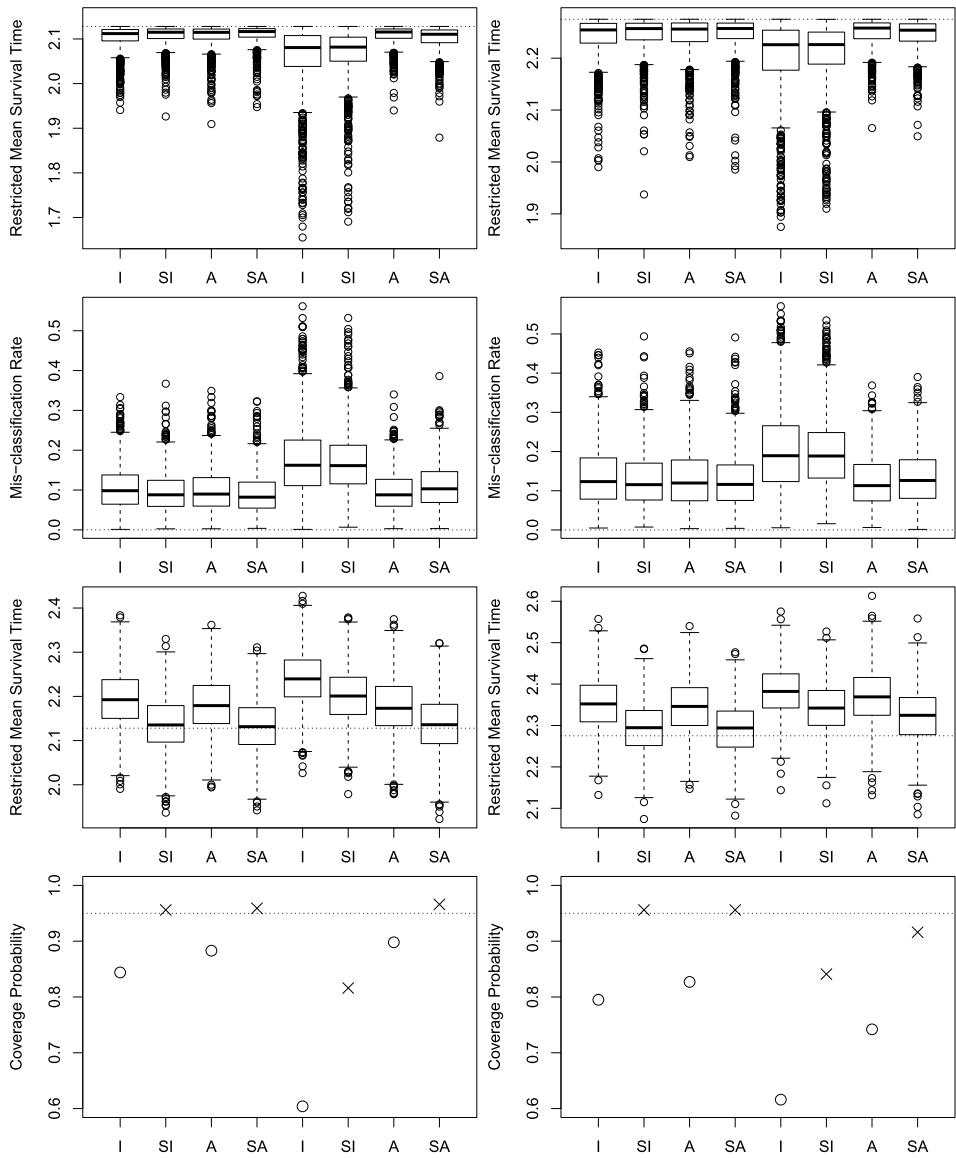 Restricted Mean Survival Time
2.1
2.0
1.9
1.8
1.7
I SI A SA I SI A SA
Restricted Mean Survival Time
2.2
2.1
2.0
1.9
I SI A SA I SI A SA
Mis-classification Rate
0.5
0.4
0.3
0.2
0.1
0.0
I SI A SA I SI A SA
Mis-classification Rate
0.5
0.4
0.3
0.2
0.1
0.0
I SI A SA I SI A SA
Restricted Mean Survival Time
2.4
2.3
2.2
2.1
2.0
I SI A SA I SI A SA
Restricted Mean Survival Time
2.6
2.5
2.4
2.3
2.2
2.1
I SI A SA I SI A SA
Coverage Probability
1.0
0.9
0.8
0.7
0.6
I SI A SA I SI A SA
Coverage Probability
1.0
0.9
0.8
0.7
0.6
I SI A SA I SI A SA